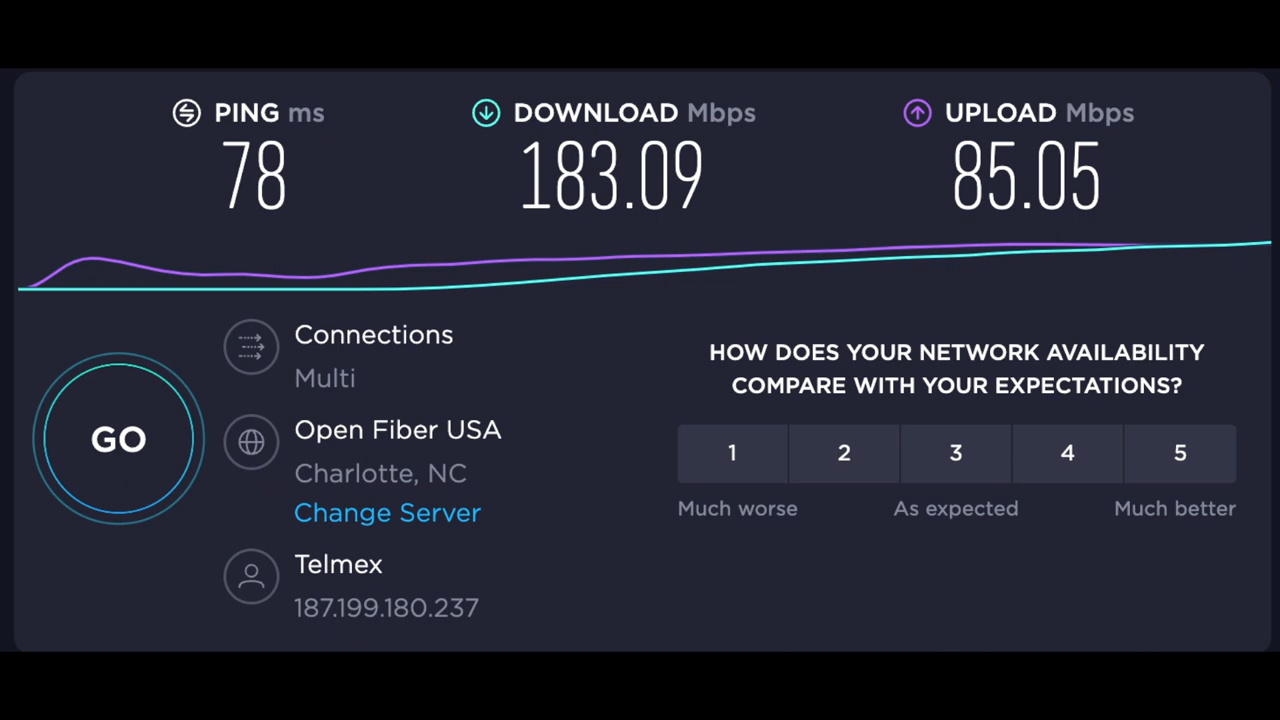 PING ms
78
DOWNLOAD Mbps
183.09
UPLOAD Mbps
85.05
GO
Connections
Multi
Open Fiber USA
Charlotte, NC
Change Server
Telmex
187.199.180.237
HOW DOES YOUR NETWORK AVAILABILITY
COMPARE WITH YOUR EXPECTATIONS?
1 2 3 4 5
Much worse As expected Much better